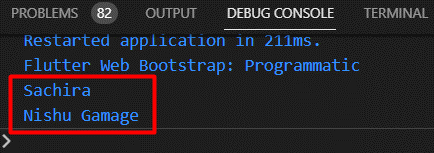 PROBLEMS 82 OUTPUT DEBUG CONSOLE TERMINAL
Restarted application in 211ms.
Flutter Web Bootstrap: Programmatic
Sachira
Nishu Gamage
>